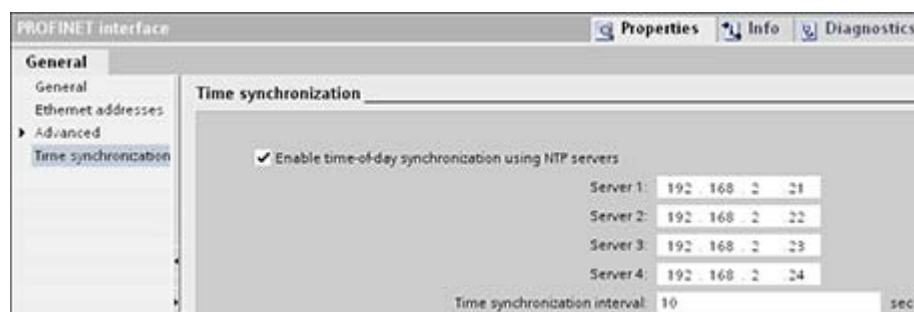 PROFINET interface
Properties Info Diagnostics
General
General
Ethernet addresses
Advanced
Time synchronization
Time synchronization
Enable time-of-day synchronization using NTP servers
Server 1: 192 . 168 . 2 . 21
Server 2: 192 . 168 . 2 . 22
Server 3: 192 . 168 . 2 . 23
Server 4: 192 . 168 . 2 . 24
Time synchronization interval: 10 sec